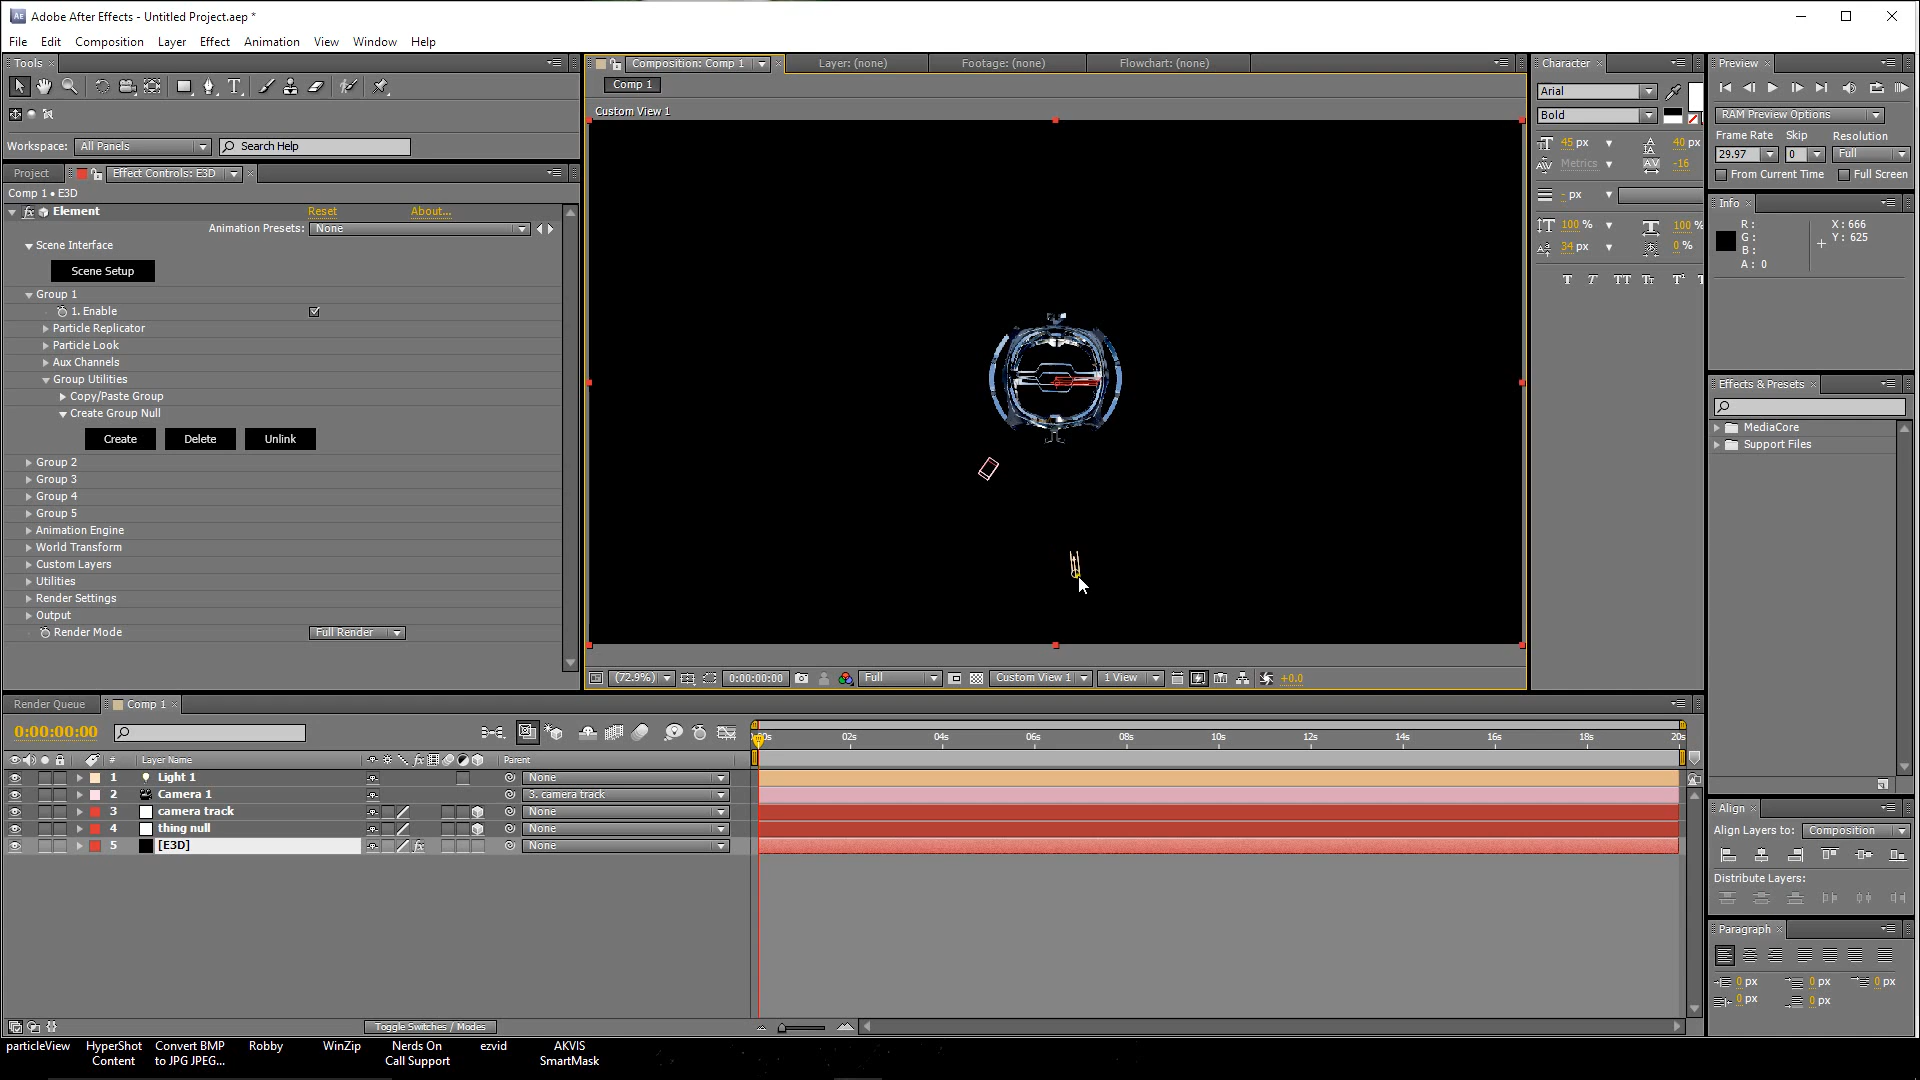 Adobe After Effects - Untitled Project.aep *
File Edit Composition Layer Effect Animation View Window Help
Tools
Workspace: All Panels Search Help
Project Effect Controls: E3D
Comp 1 • E3D
Element Reset About...
Animation Presets: None
Scene Interface
Scene Setup
Group 1
1. Enable
Particle Replicator
Particle Look
Aux Channels
Group Utilities
Copy/Paste Group
Create Group Null
Create Delete Unlink
Group 2
Group 3
Group 4
Group 5
Animation Engine
World Transform
Custom Layers
Utilities
Render Settings
Output
Render Mode Full Render
Composition: Comp 1 Layer: (none) Footage: (none) Flowchart: (none)
Comp 1
Custom View 1
(72.9%) 0:00:00:00 Full Custom View 1 1 View +0.0
Character
Arial
Bold
45 px 40 px
Metrics -16
- px
100 % 100 %
34 px 0 %
Preview
RAM Preview Options
Frame Rate Skip Resolution
29.97 0 Full
From Current Time Full Screen
Info
R: X: 666
G: Y: 625
B:
A: 0
Effects & Presets
MediaCore
Support Files
Align
Align Layers to: Composition
Distribute Layers:
Paragraph
0 px 0 px 0 px
0 px 0 px
Render Queue Comp 1
0:00:00:00
02s 04s 06s 08s 10s 12s 14s 16s 18s 20s
# Layer Name Parent
1 Light 1 None
2 Camera 1 3. camera track
3 camera track None
4 thing null None
5 [E3D] None
Toggle Switches / Modes
particleView HyperShot Content Convert BMP to JPG JPEG... Robby WinZip Nerds On Call Support ezvid AKVIS SmartMask